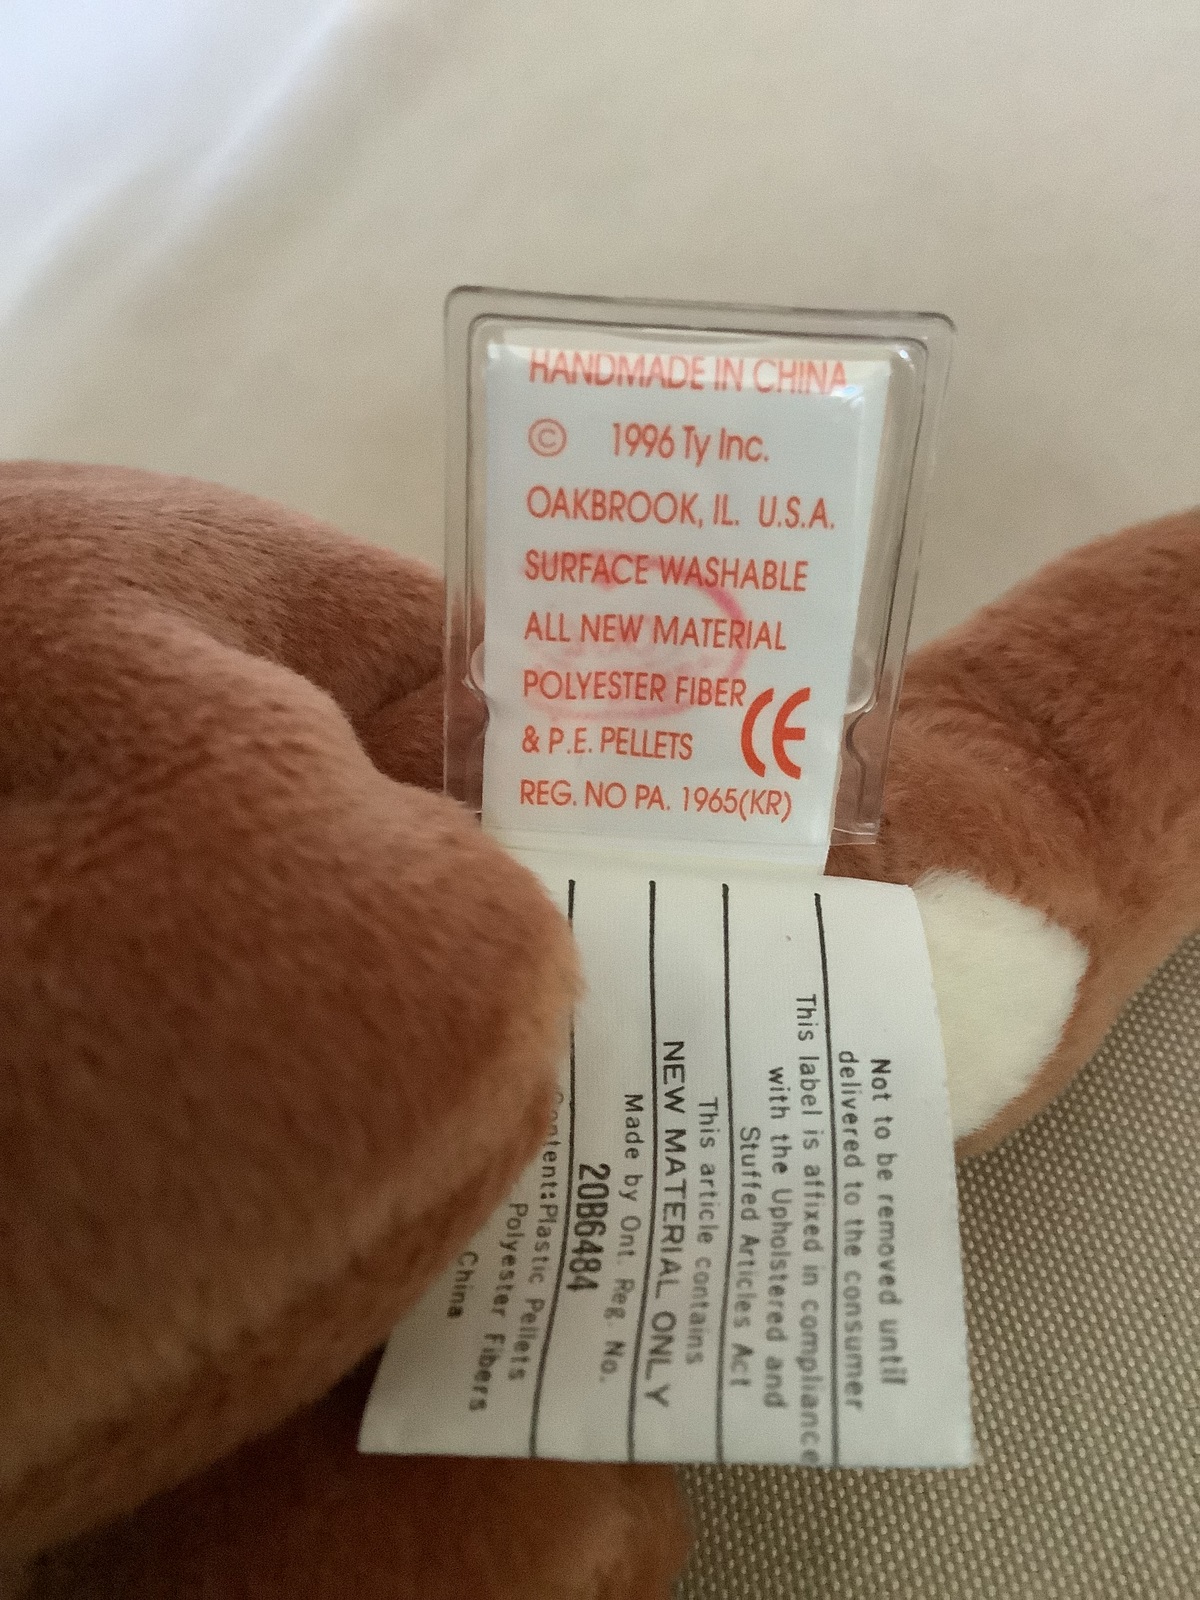 HANDMADE IN CHINA
© 1996 Ty Inc.
OAKBROOK, IL. U.S.A.
SURFACE WASHABLE
ALL NEW MATERIAL
POLYESTER FIBER
& P.E. PELLETS
CE
REG. NO PA. 1965(KR)
Not to be removed until
delivered to the consumer
This label is affixed in compliance
with the Upholstered and
Stuffed Articles Act
This article contains
NEW MATERIAL ONLY
Made by Ont. Reg. No.
20B6484
Content:Plastic Pellets
Polyester Fibers
China